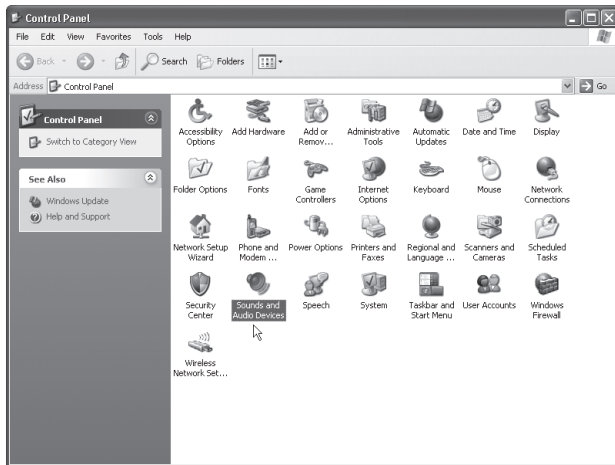 Control Panel
File Edit View Favorites Tools Help
Back Search Folders
Address Control Panel Go
Control Panel
Switch to Category View
See Also
Windows Update
Help and Support
Accessibility Options
Add Hardware
Add or Remov...
Administrative Tools
Automatic Updates
Date and Time
Display
Folder Options
Fonts
Game Controllers
Internet Options
Keyboard
Mouse
Network Connections
Network Setup Wizard
Phone and Modem ...
Power Options
Printers and Faxes
Regional and Language ...
Scanners and Cameras
Scheduled Tasks
Security Center
Sounds and Audio Devices
Speech
System
Taskbar and Start Menu
User Accounts
Windows Firewall
Wireless Network Set...